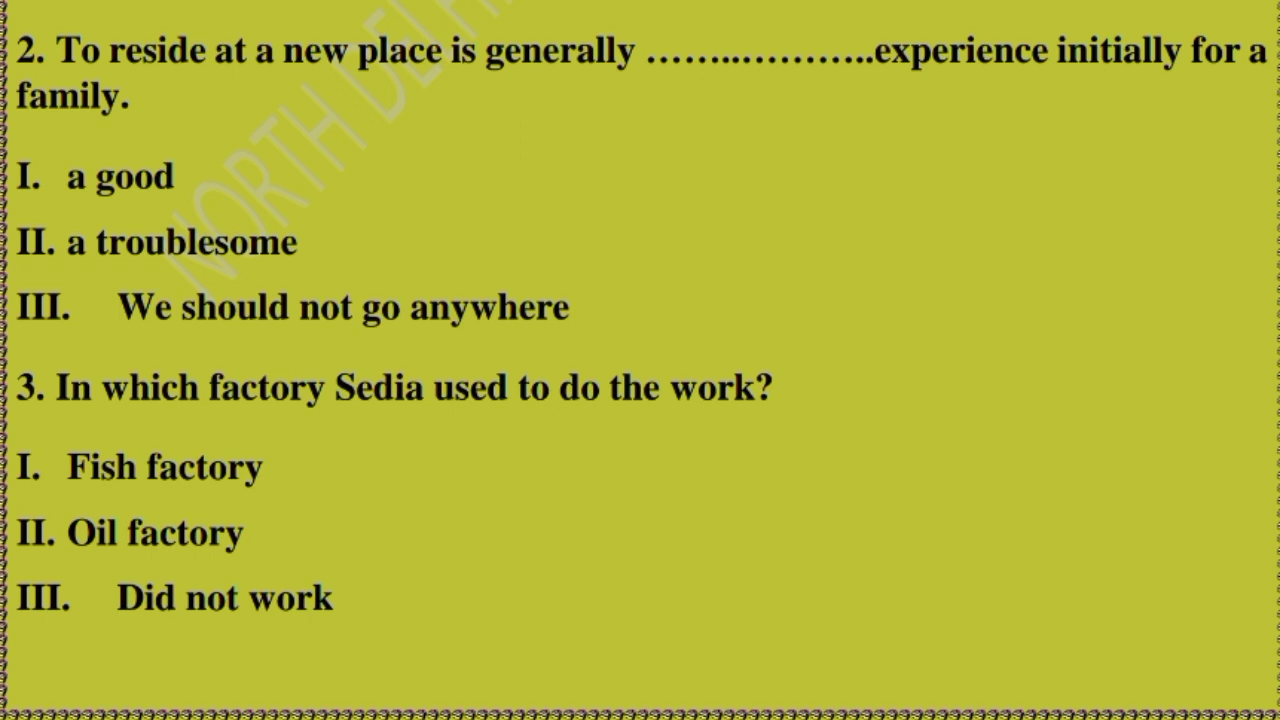 2. To reside at a new place is generally ……..………..experience initially for a
family.
I. a good
II. a troublesome
III. We should not go anywhere
3. In which factory Sedia used to do the work?
I. Fish factory
II. Oil factory
III. Did not work
NORTH DEL